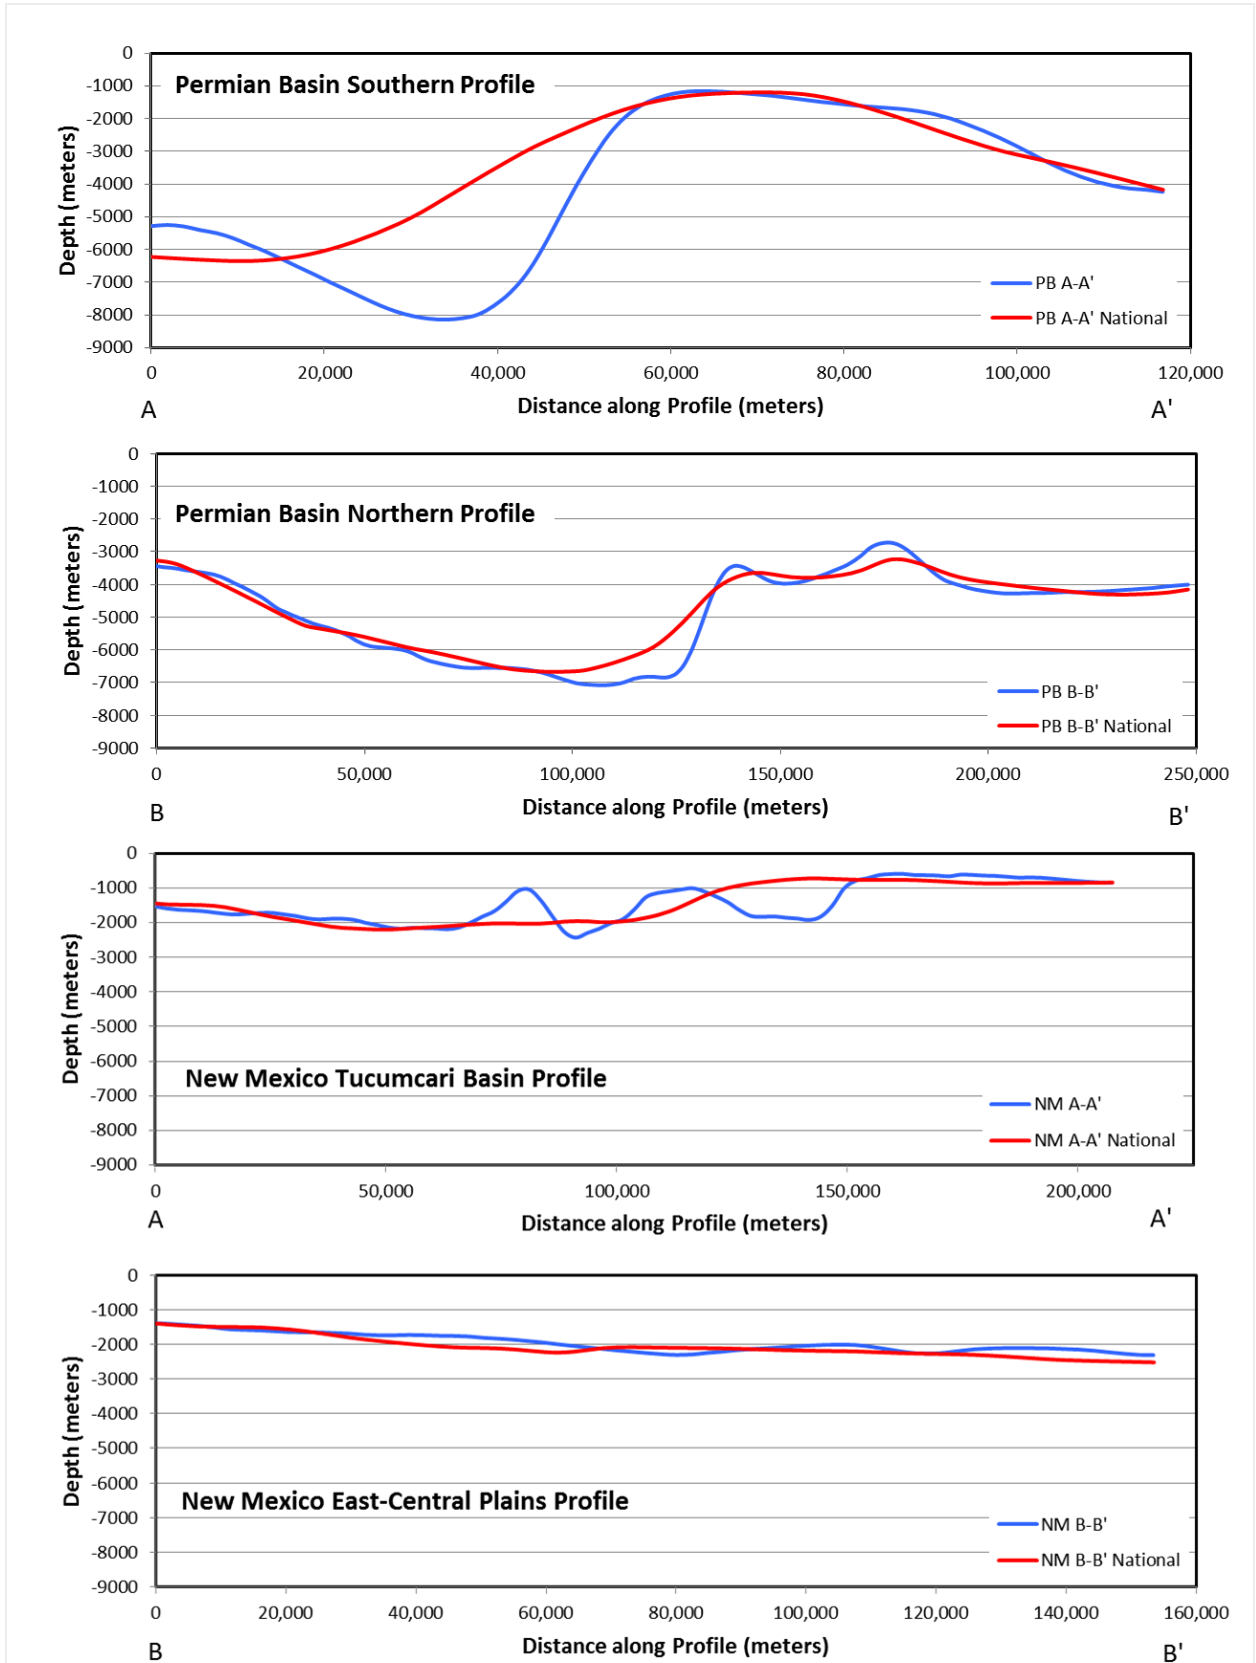 Permian Basin Southern Profile
Depth (meters)
0
-1000
-2000
-3000
-4000
-5000
-6000
-7000
-8000
-9000
PB A-A'
PB A-A' National
0 20,000 40,000 60,000 80,000 100,000 120,000
A Distance along Profile (meters) A'
Permian Basin Northern Profile
Depth (meters)
0
-1000
-2000
-3000
-4000
-5000
-6000
-7000
-8000
-9000
PB B-B'
PB B-B' National
0 50,000 100,000 150,000 200,000 250,000
B Distance along Profile (meters) B'
Depth (meters)
0
-1000
-2000
-3000
-4000
-5000
-6000
-7000
-8000
-9000
New Mexico Tucumcari Basin Profile
NM A-A'
NM A-A' National
0 50,000 100,000 150,000 200,000
A Distance along Profile (meters) A'
Depth (meters)
0
-1000
-2000
-3000
-4000
-5000
-6000
-7000
-8000
-9000
New Mexico East-Central Plains Profile
NM B-B'
NM B-B' National
0 20,000 40,000 60,000 80,000 100,000 120,000 140,000 160,000
B Distance along Profile (meters) B'